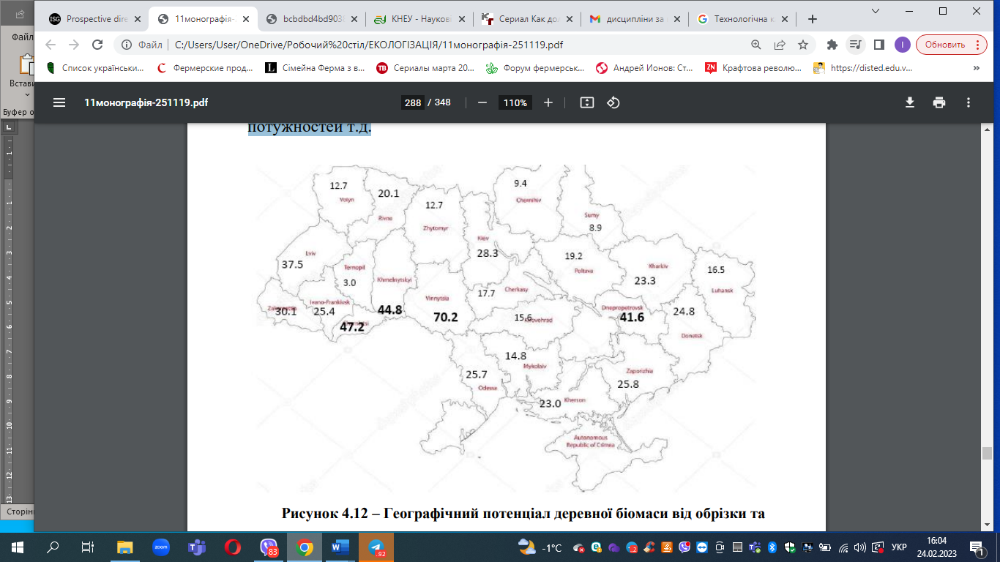 Prospective dire
11монографія-
bcbdbd4bd903
КНЕУ - Наукові
Сериал Как дол
дисципліни за в
Технологічна к
Файл
Файл
C:/Users/User/OneDrive/Робочий%20стіл/ЕКОЛОГІЗАЦІЯ/11монографія-251119.pdf
I
Обновить
Список українськи...
Фермерские прод...
Сімейна Ферма з в...
Сериалы марта 20...
Форум фермерськ...
Андрей Ионов: Ст...
Крафтова револю...
https://disted.edu.v...
»
Встави
Буфер о
11монографія-251119.pdf
288 / 348
110%
потужностей т.д.
12.7
Volyn
20.1
Rivne
12.7
Zhytomyr
9.4
Chernihiv
Sumy
8.9
Kiev
28.3
Lviv
37.5
Ternopil
3.0
Khmelnytskyi
44.8
19.2
Poltava
Kharkiv
23.3
16.5
Luhansk
30.1
Ivano-Frankivsk
25.4
47.2
Vinnytsia
70.2
17.7
Cherkasy
15.6
Dnepropetrovsk
41.6
24.8
Donetsk
14.8
Mykolaiv
25.7
Odessa
Zaporizhia
25.8
23.0
Kherson
Autonomous
Republic of Crimea
Рисунок 4.12 – Географічний потенціал деревної біомаси від обрізки та
Сторінк
zoom
83
92
-1°C
УКР
16:04
24.02.2023
1